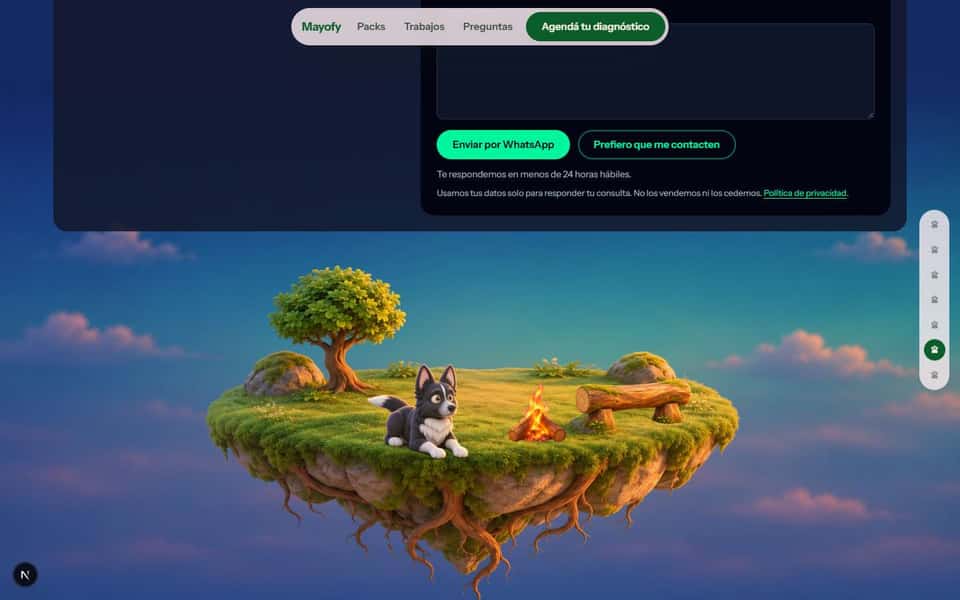 Mayofy Packs Trabajos Preguntas Agendá tu diagnóstico
Enviar por WhatsApp Prefiero que me contacten
Te respondemos en menos de 24 horas hábiles.
Usamos tus datos solo para responder tu consulta. No los vendemos ni los cedemos. Política de privacidad.
N